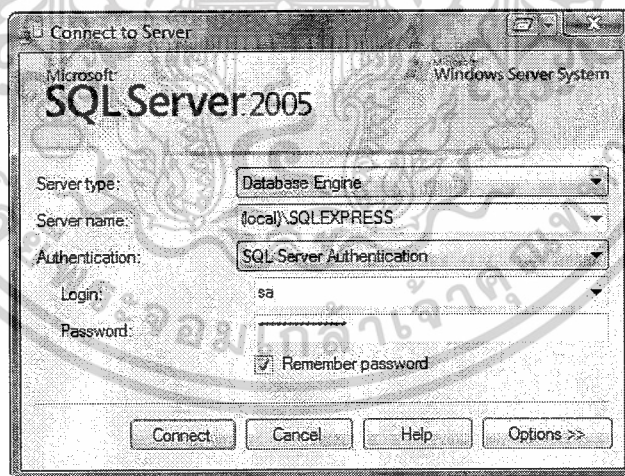 Connect to Server
Microsoft
Windows Server System
SQL Server 2005
Server type: Database Engine
Server name: (local)\SQLEXPRESS
Authentication: SQL Server Authentication
Login: sa
Password:
Remember password
Connect Cancel Help Options >>